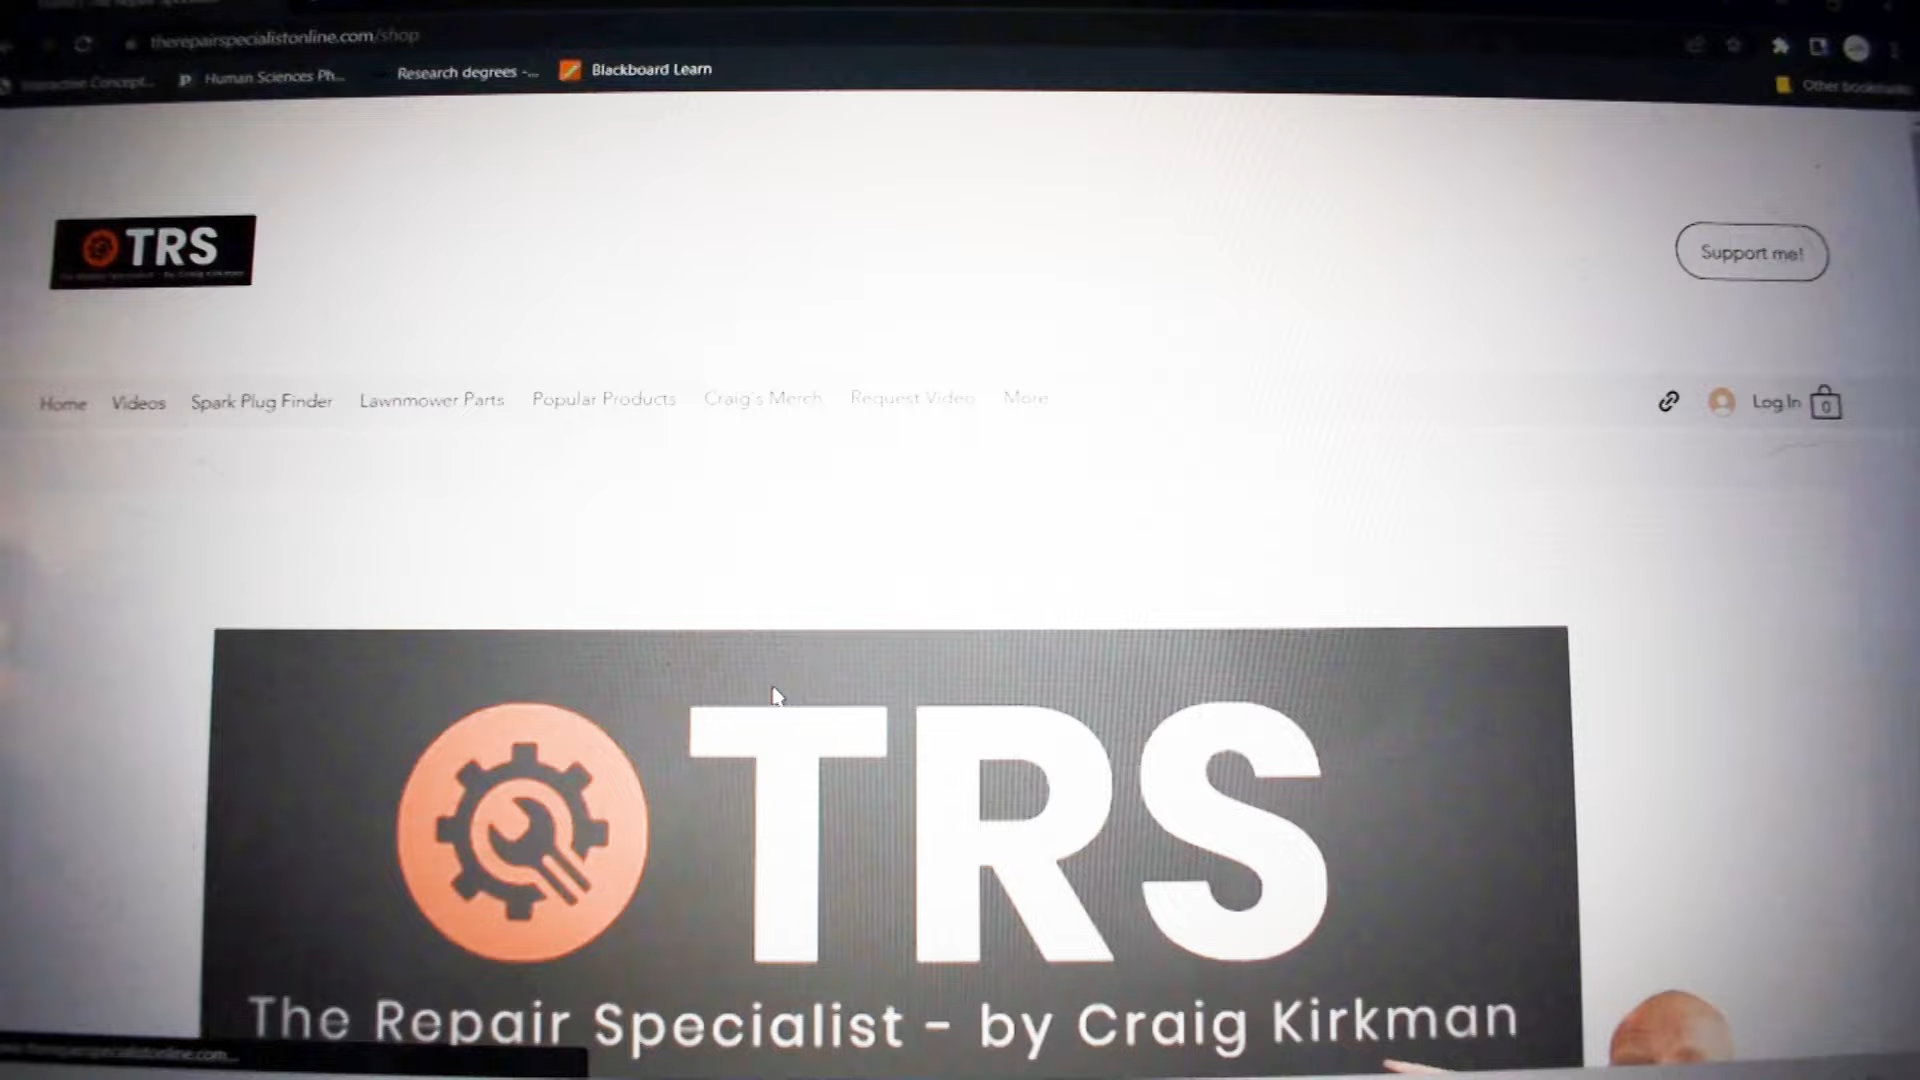 therepairspecialistonline.com/shop
Interactive Concept... Human Sciences Ph... Research degrees -... Blackboard Learn Other bookmarks
TRS
The Repair Specialist - by Craig Kirkman
Support me!
Home Videos Spark Plug Finder Lawnmower Parts Popular Products Craig's Merch Request Video More Log In 0
TRS
The Repair Specialist - by Craig Kirkman